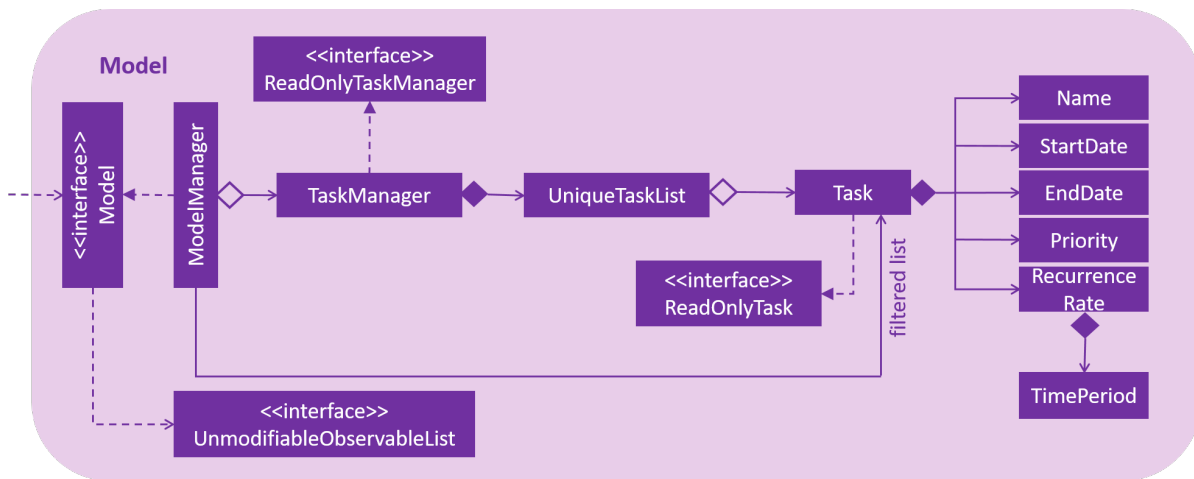 Model
<<interface>>
Model
ModelManager
<<interface>>
ReadOnlyTaskManager
TaskManager
UniqueTaskList
Task
Name
StartDate
EndDate
Priority
Recurrence
Rate
TimePeriod
<<interface>>
ReadOnlyTask
filtered list
<<interface>>
UnmodifiableObservableList